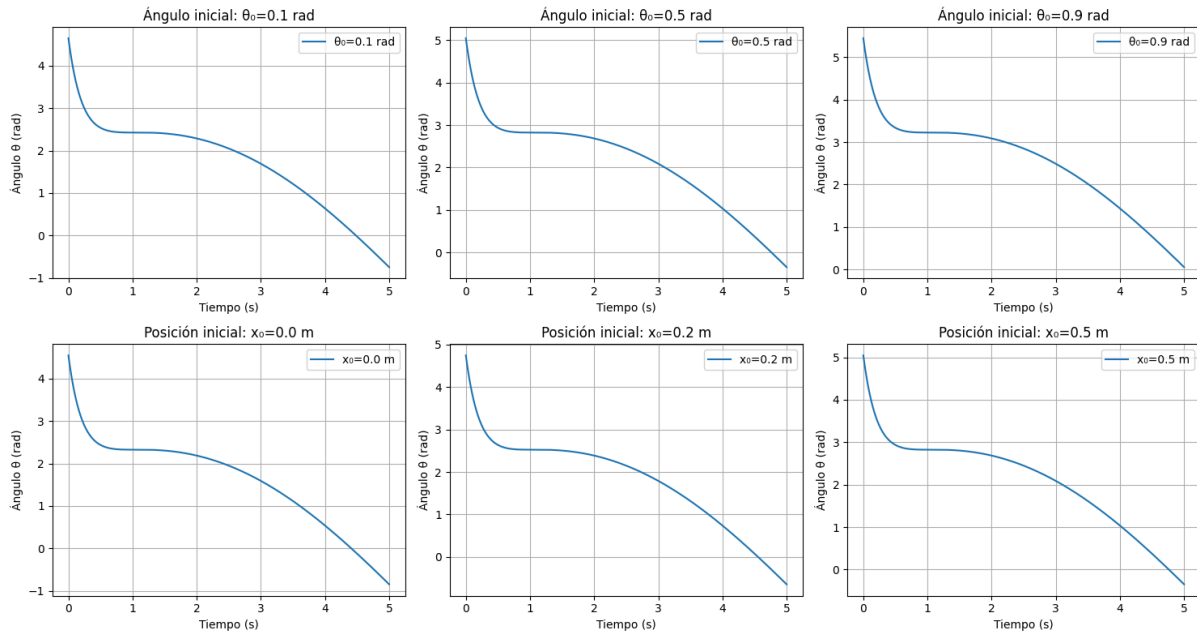 Ángulo inicial: θ₀=0.1 rad
θ₀=0.1 rad
4
3
2
1
0
−1
Ángulo θ (rad)
0 1 2 3 4 5
Tiempo (s)
Ángulo inicial: θ₀=0.5 rad
θ₀=0.5 rad
5
4
3
2
1
0
Ángulo θ (rad)
0 1 2 3 4 5
Tiempo (s)
Ángulo inicial: θ₀=0.9 rad
θ₀=0.9 rad
5
4
3
2
1
0
Ángulo θ (rad)
0 1 2 3 4 5
Tiempo (s)
Posición inicial: x₀=0.0 m
x₀=0.0 m
4
3
2
1
0
−1
Ángulo θ (rad)
0 1 2 3 4 5
Tiempo (s)
Posición inicial: x₀=0.2 m
x₀=0.2 m
5
4
3
2
1
0
Ángulo θ (rad)
0 1 2 3 4 5
Tiempo (s)
Posición inicial: x₀=0.5 m
x₀=0.5 m
5
4
3
2
1
0
Ángulo θ (rad)
0 1 2 3 4 5
Tiempo (s)